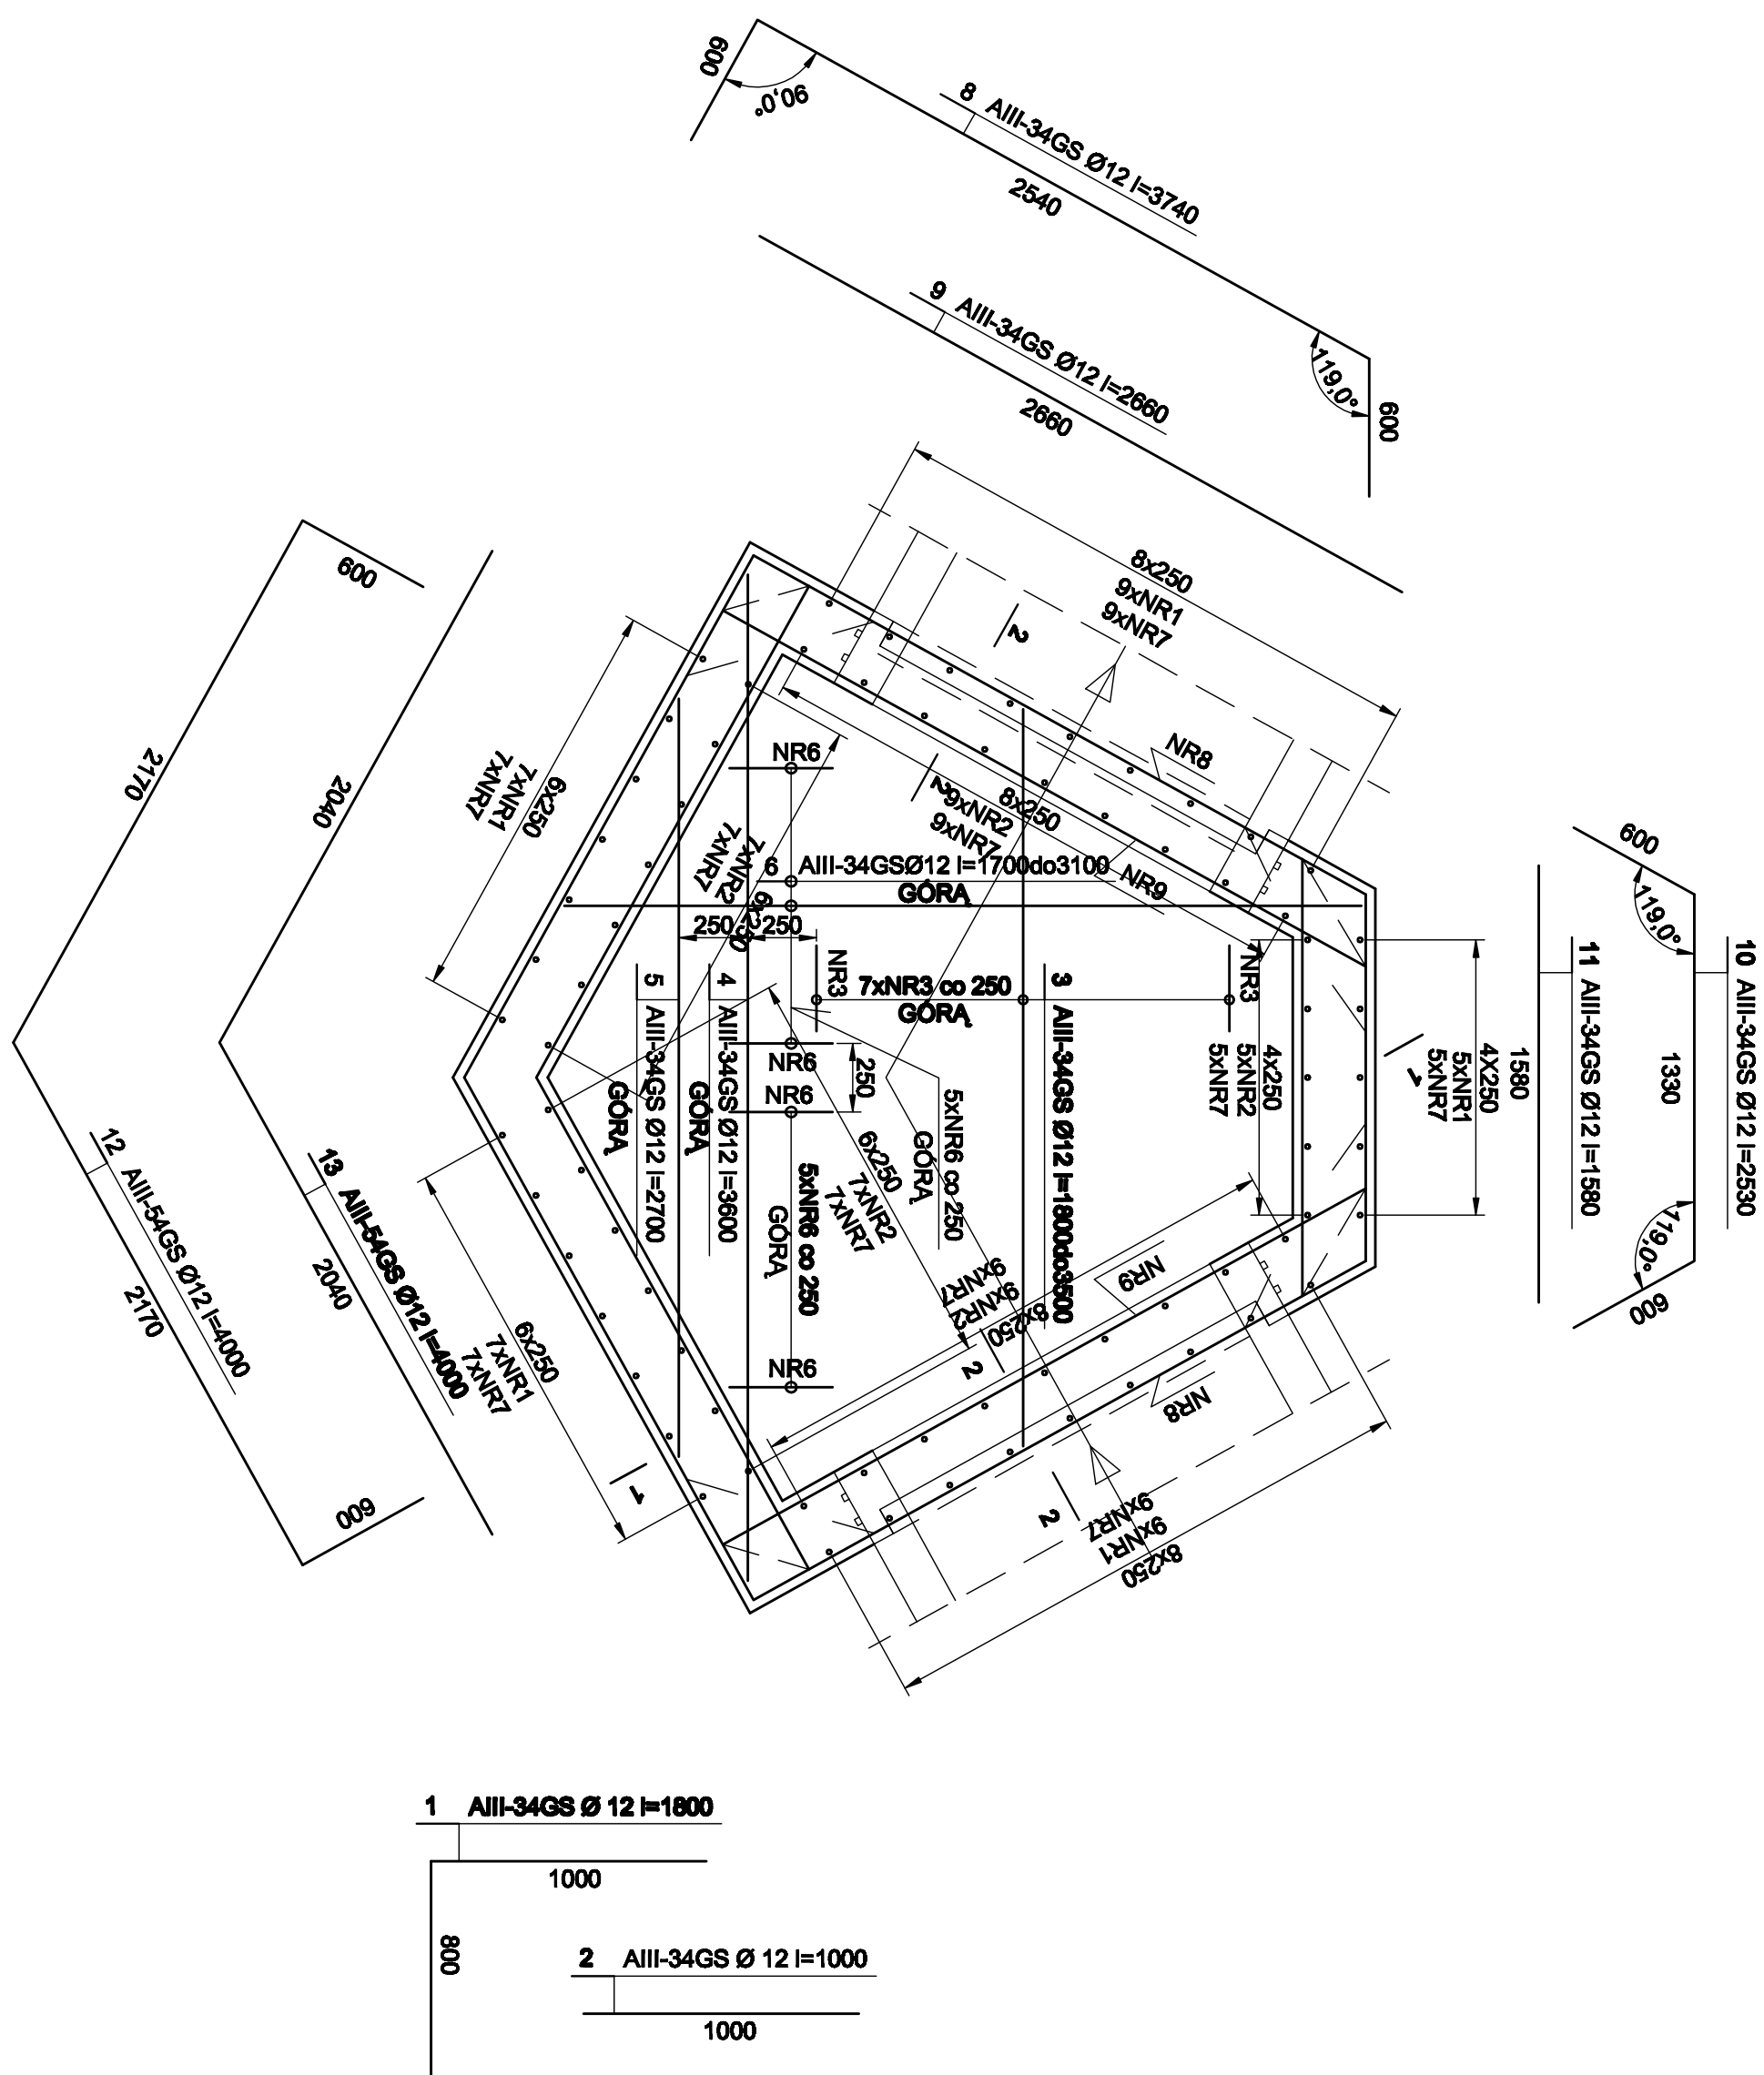 600
90,0°
8 AIII-34GS Ø12 l=3740
2540
119,0°
600
9 AIII-34GS Ø12 l=2660
2660
8x250
9xNR1
9xNR7
2
NR8
600
2170
2040
6x250
7xNR1
7xNR7
NR6
2
8x250
9xNR2
9xNR7
NR9
7xNR2
7xNR7
6x250
6 AIII-34GSØ12 l=1700do3100
GÓRĄ
250
250
NR3
7xNR3 co 250
GÓRĄ
NR3
3 AIII-34GS Ø12 l=1800do3500
4 AIII-34GS Ø12 l=3600
GÓRĄ
5 AIII-34GS Ø12 l=2700
GÓRĄ
NR6
250
NR6
5xNR6 co 250
GÓRĄ
5xNR6 co 250
GÓRĄ
NR6
6x250
7xNR2
7xNR7
4x250
5xNR2
5xNR7
4X250
5xNR1
5xNR7
1
1580
11 AIII-34GS Ø12 l=1580
600
119,0°
1330
119,0°
600
10 AIII-34GS Ø12 l=2530
9xNR7
9xNR2
8x250
NR9
2
NR8
2
9xNR7
9xNR1
8x250
12 AIII-54GS Ø12 l=4000
2170
13 AIII-54GS Ø12 l=4000
2040
600
6x250
7xNR1
7xNR7
1
1 AIII-34GS Ø 12 l=1800
1000
800
2 AIII-34GS Ø 12 l=1000
1000